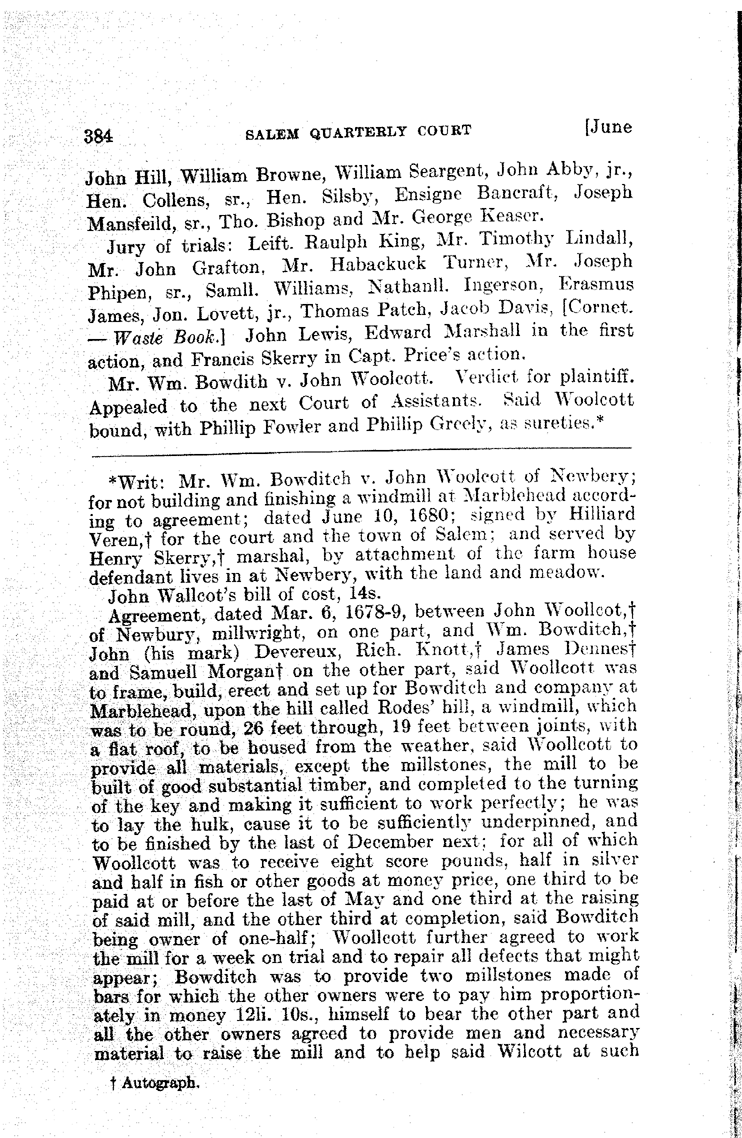 384 SALEM QUARTERLY COURT [June
John Hill, William Browne, William Seargent, John Abby, jr.,
Hen. Collens, sr., Hen. Silsby, Ensigne Bancraft, Joseph
Mansfeild, sr., Tho. Bishop and Mr. George Keaser.
Jury of trials: Leift. Raulph King, Mr. Timothy Lindall,
Mr. John Grafton, Mr. Habackuck Turner, Mr. Joseph
Phipen, sr., Samll. Williams, Nathanll. Ingerson, Erasmus
James, Jon. Lovett, jr., Thomas Patch, Jacob Davis, [Cornet.
— Waste Book.] John Lewis, Edward Marshall in the first
action, and Francis Skerry in Capt. Price's action.
Mr. Wm. Bowdith v. John Woolcott. Verdict for plaintiff.
Appealed to the next Court of Assistants. Said Woolcott
bound, with Phillip Fowler and Phillip Greely, as sureties.*
*Writ: Mr. Wm. Bowditch v. John Woolcott of Newbery;
for not building and finishing a windmill at Marblehead accord-
ing to agreement; dated June 10, 1680; signed by Hilliard
Veren,† for the court and the town of Salem; and served by
Henry Skerry,† marshal, by attachment of the farm house
defendant lives in at Newbery, with the land and meadow.
John Wallcot's bill of cost, 14s.
Agreement, dated Mar. 6, 1678-9, between John Woollcot,†
of Newbury, millwright, on one part, and Wm. Bowditch,†
John (his mark) Devereux, Rich. Knott,† James Dennes†
and Samuell Morgan† on the other part, said Woollcott was
to frame, build, erect and set up for Bowditch and company at
Marblehead, upon the hill called Rodes' hill, a windmill, which
was to be round, 26 feet through, 19 feet between joints, with
a flat roof, to be housed from the weather, said Woollcott to
provide all materials, except the millstones, the mill to be
built of good substantial timber, and completed to the turning
of the key and making it sufficient to work perfectly; he was
to lay the hulk, cause it to be sufficiently underpinned, and
to be finished by the last of December next; for all of which
Woollcott was to receive eight score pounds, half in silver
and half in fish or other goods at money price, one third to be
paid at or before the last of May and one third at the raising
of said mill, and the other third at completion, said Bowditch
being owner of one-half; Woollcott further agreed to work
the mill for a week on trial and to repair all defects that might
appear; Bowditch was to provide two millstones made of
bars for which the other owners were to pay him proportion-
ately in money 12li. 10s., himself to bear the other part and
all the other owners agreed to provide men and necessary
material to raise the mill and to help said Wilcott at such
† Autograph.